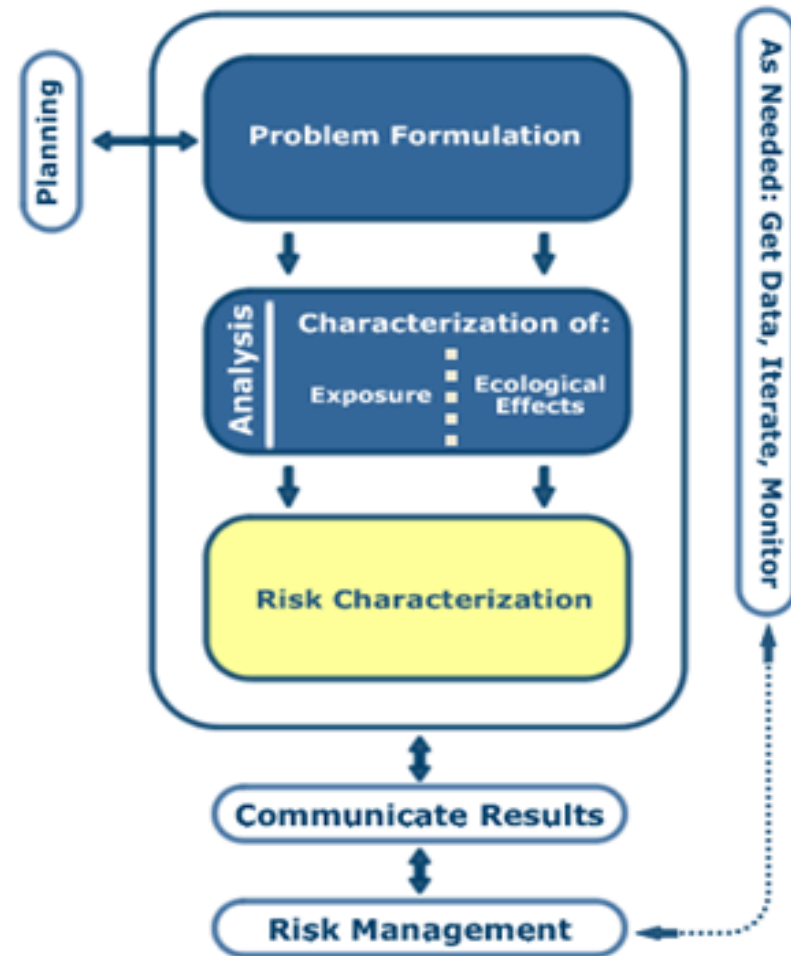 Planning
Problem Formulation
Analysis
Characterization of:
Exposure
Ecological
Effects
Risk Characterization
Communicate Results
Risk Management
As Needed: Get Data, Iterate, Monitor